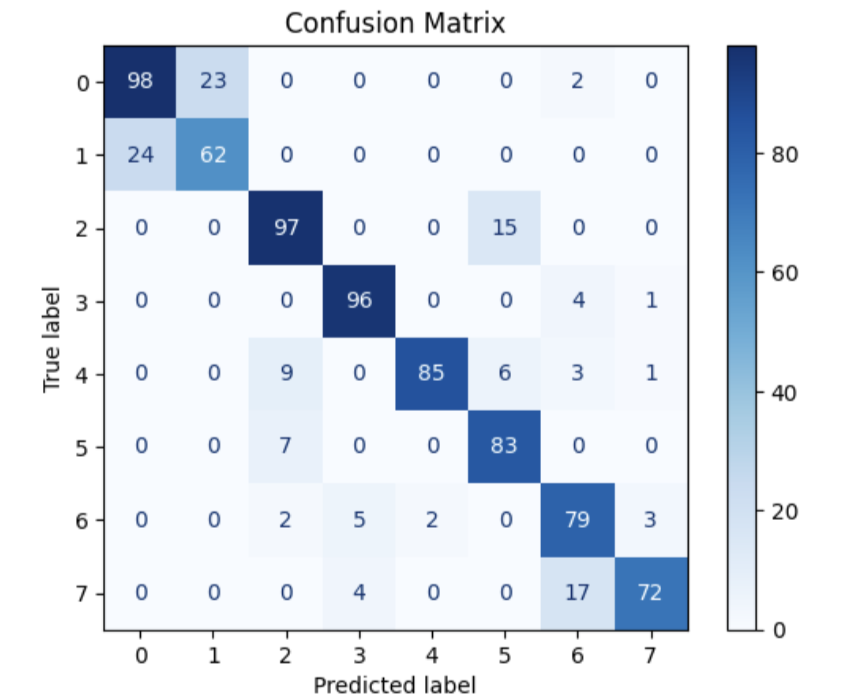 Confusion Matrix
0 98 23 0 0 0 0 2 0
1 24 62 0 0 0 0 0 0
2 0 0 97 0 0 15 0 0
3 0 0 0 96 0 0 4 1
4 0 0 9 0 85 6 3 1
5 0 0 7 0 0 83 0 0
6 0 0 2 5 2 0 79 3
7 0 0 0 4 0 0 17 72
0 1 2 3 4 5 6 7
Predicted label
True label
80
60
40
20
0